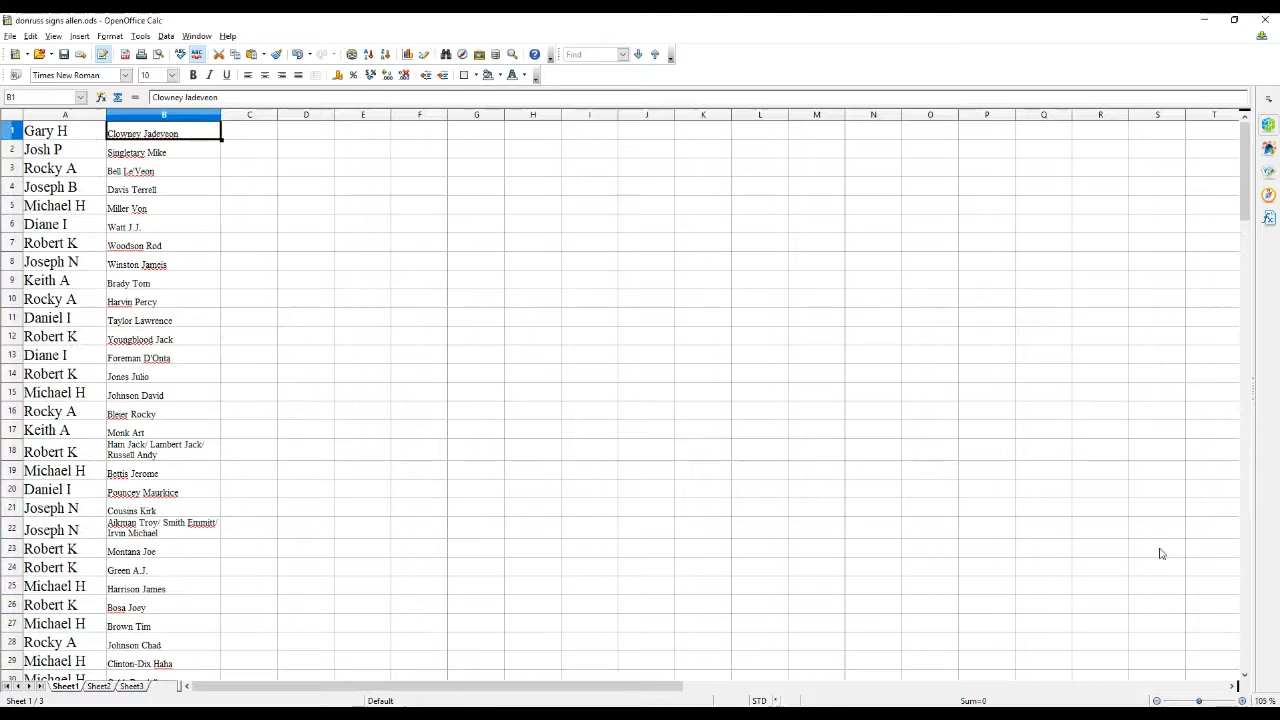 donruss signs allen.ods - OpenOffice Calc
File Edit View Insert Format Tools Data Window Help
Find
Times New Roman 10
B1 Clowney Jadeveon
A B C D E F G H I J K L M N O P Q R S T
1 Gary H Clowney Jadeveon
2 Josh P Singletary Mike
3 Rocky A Bell Le'Veon
4 Joseph B Davis Terrell
5 Michael H Miller Von
6 Diane I Watt J.J.
7 Robert K Woodson Rod
8 Joseph N Winston Jameis
9 Keith A Brady Tom
10 Rocky A Harvin Percy
11 Daniel I Taylor Lawrence
12 Robert K Youngblood Jack
13 Diane I Foreman D'Onta
14 Robert K Jones Julio
15 Michael H Johnson David
16 Rocky A Bleier Rocky
17 Keith A Monk Art
18 Robert K Ham Jack/ Lambert Jack/
Russell Andy
19 Michael H Bettis Jerome
20 Daniel I Pouncey Maurkice
21 Joseph N Cousins Kirk
22 Joseph N Aikman Troy/ Smith Emmitt/
Irvin Michael
23 Robert K Montana Joe
24 Robert K Green A.J.
25 Michael H Harrison James
26 Robert K Bosa Joey
27 Michael H Brown Tim
28 Rocky A Johnson Chad
29 Michael H Clinton-Dix Haha
30 Michael H
Sheet1 Sheet2 Sheet3
Sheet 1 / 3 Default STD * Sum=0 105 %